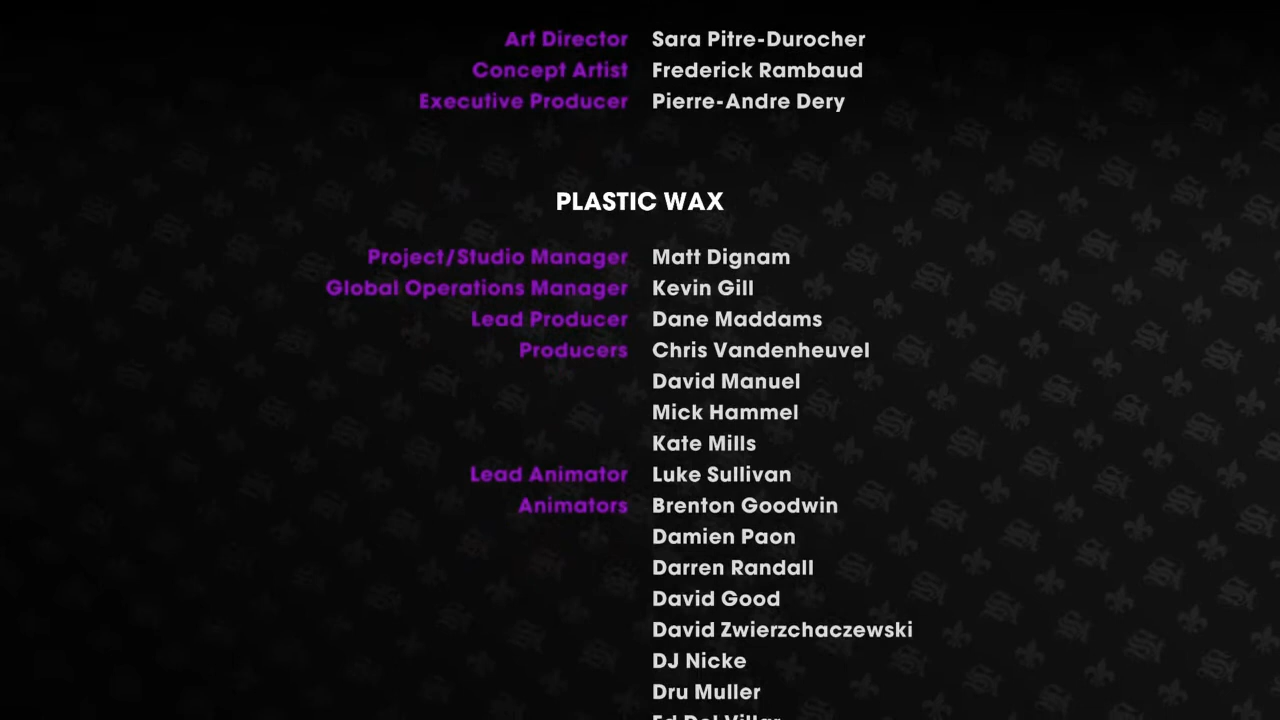 Art Director Sara Pitre-Durocher
Concept Artist Frederick Rambaud
Executive Producer Pierre-Andre Dery
PLASTIC WAX
Project/Studio Manager Matt Dignam
Global Operations Manager Kevin Gill
Lead Producer Dane Maddams
Producers Chris Vandenheuvel
David Manuel
Mick Hammel
Kate Mills
Lead Animator Luke Sullivan
Animators Brenton Goodwin
Damien Paon
Darren Randall
David Good
David Zwierzchaczewski
DJ Nicke
Dru Muller
Ed Del Villar